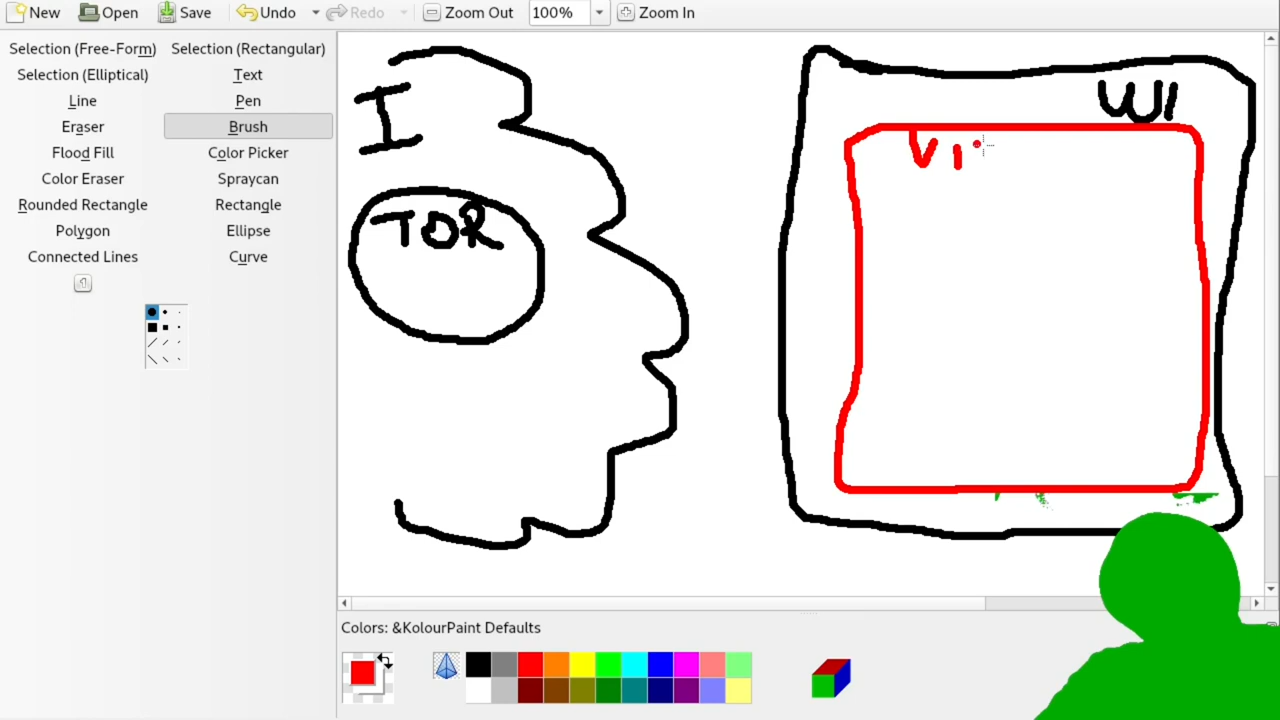 New Open Save Undo Redo Zoom Out 100% Zoom In
Selection (Free-Form) Selection (Rectangular)
Selection (Elliptical) Text
Line Pen
Eraser Brush
Flood Fill Color Picker
Color Eraser Spraycan
Rounded Rectangle Rectangle
Polygon Ellipse
Connected Lines Curve
I
TOR
WI
Vi
Colors: &KolourPaint Defaults